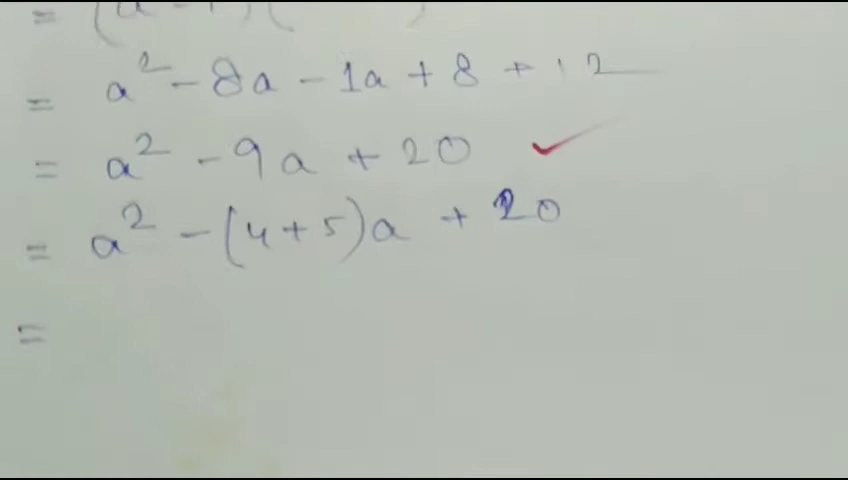 = a² - 8a - 1a + 8 + 12
= a² - 9a + 20 ✓
= a² - (4+5)a + 20
=